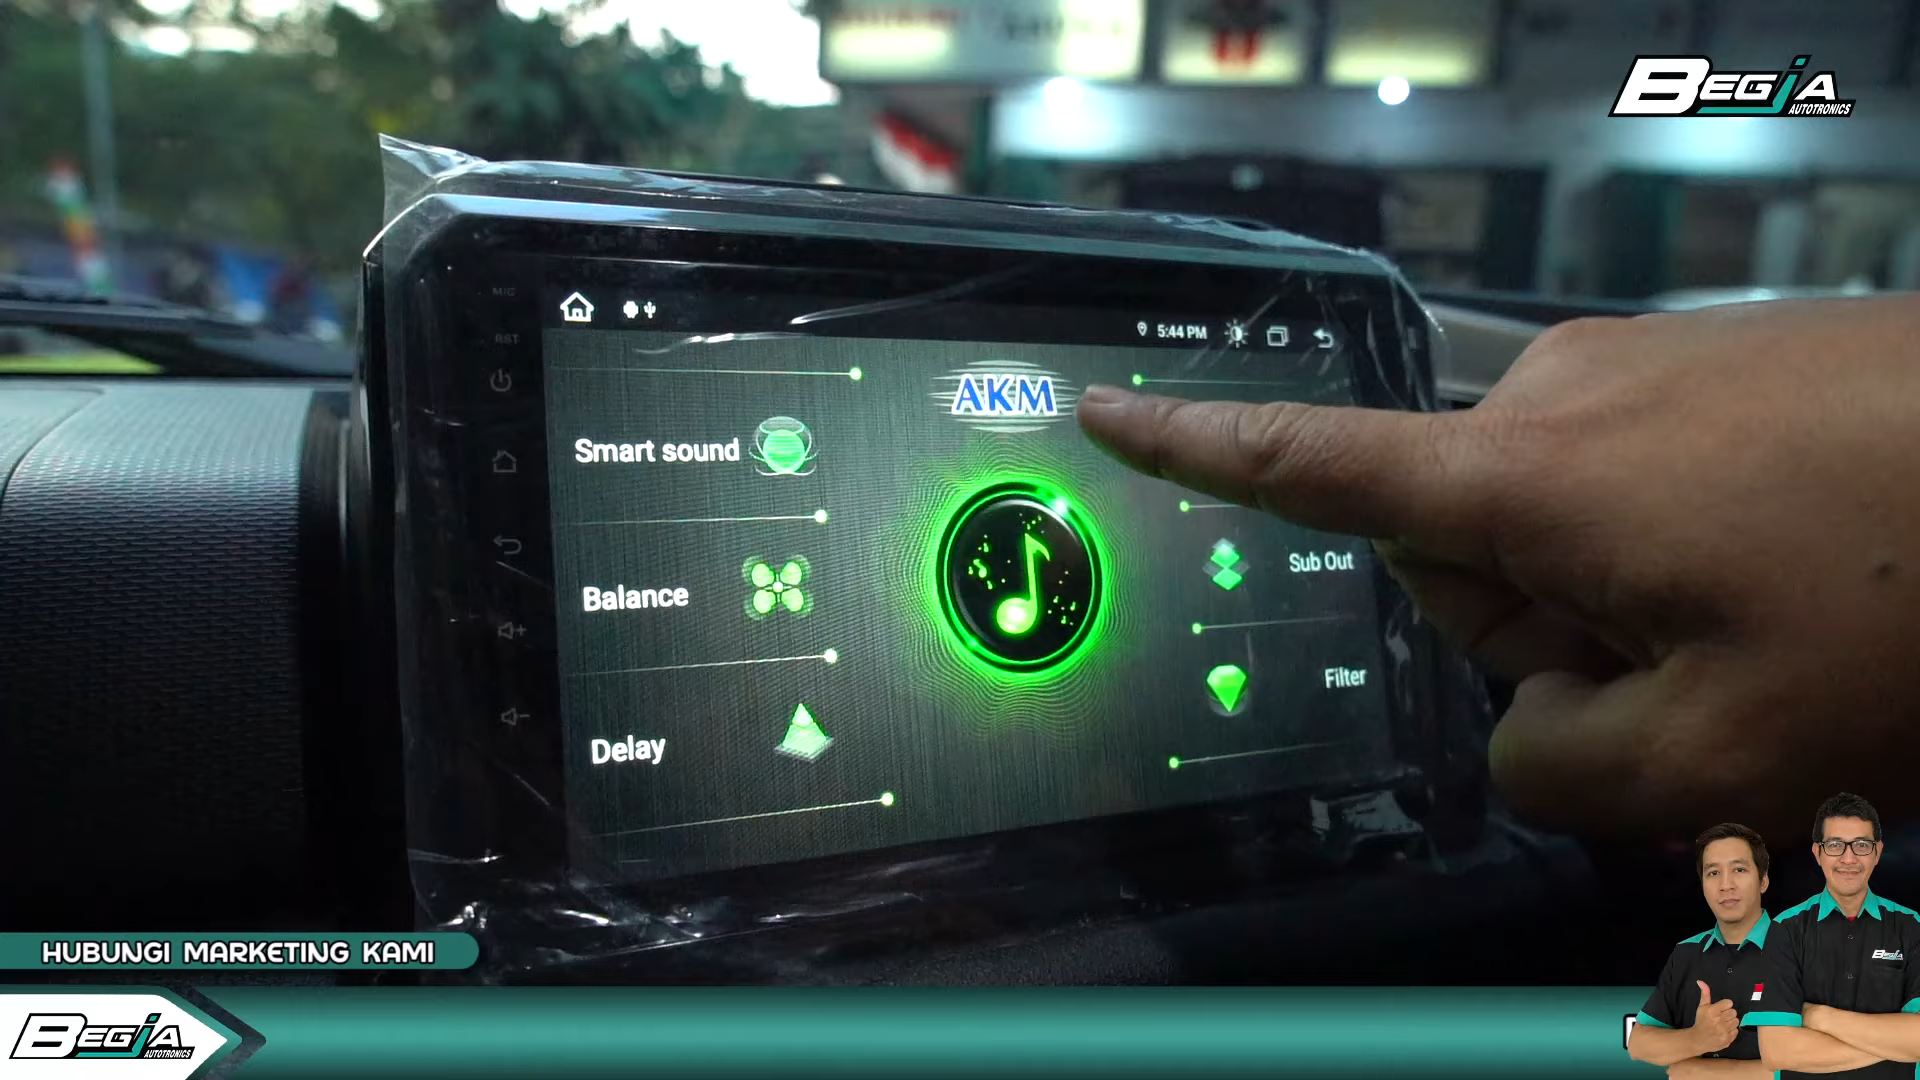 BEGJA
AUTOTRONICS
MIC
RST
5:44 PM
AKM
Smart sound
Balance
Delay
Sub Out
Filter
HUBUNGI MARKETING KAMI
BEGJA
AUTOTRONICS
BEGJA